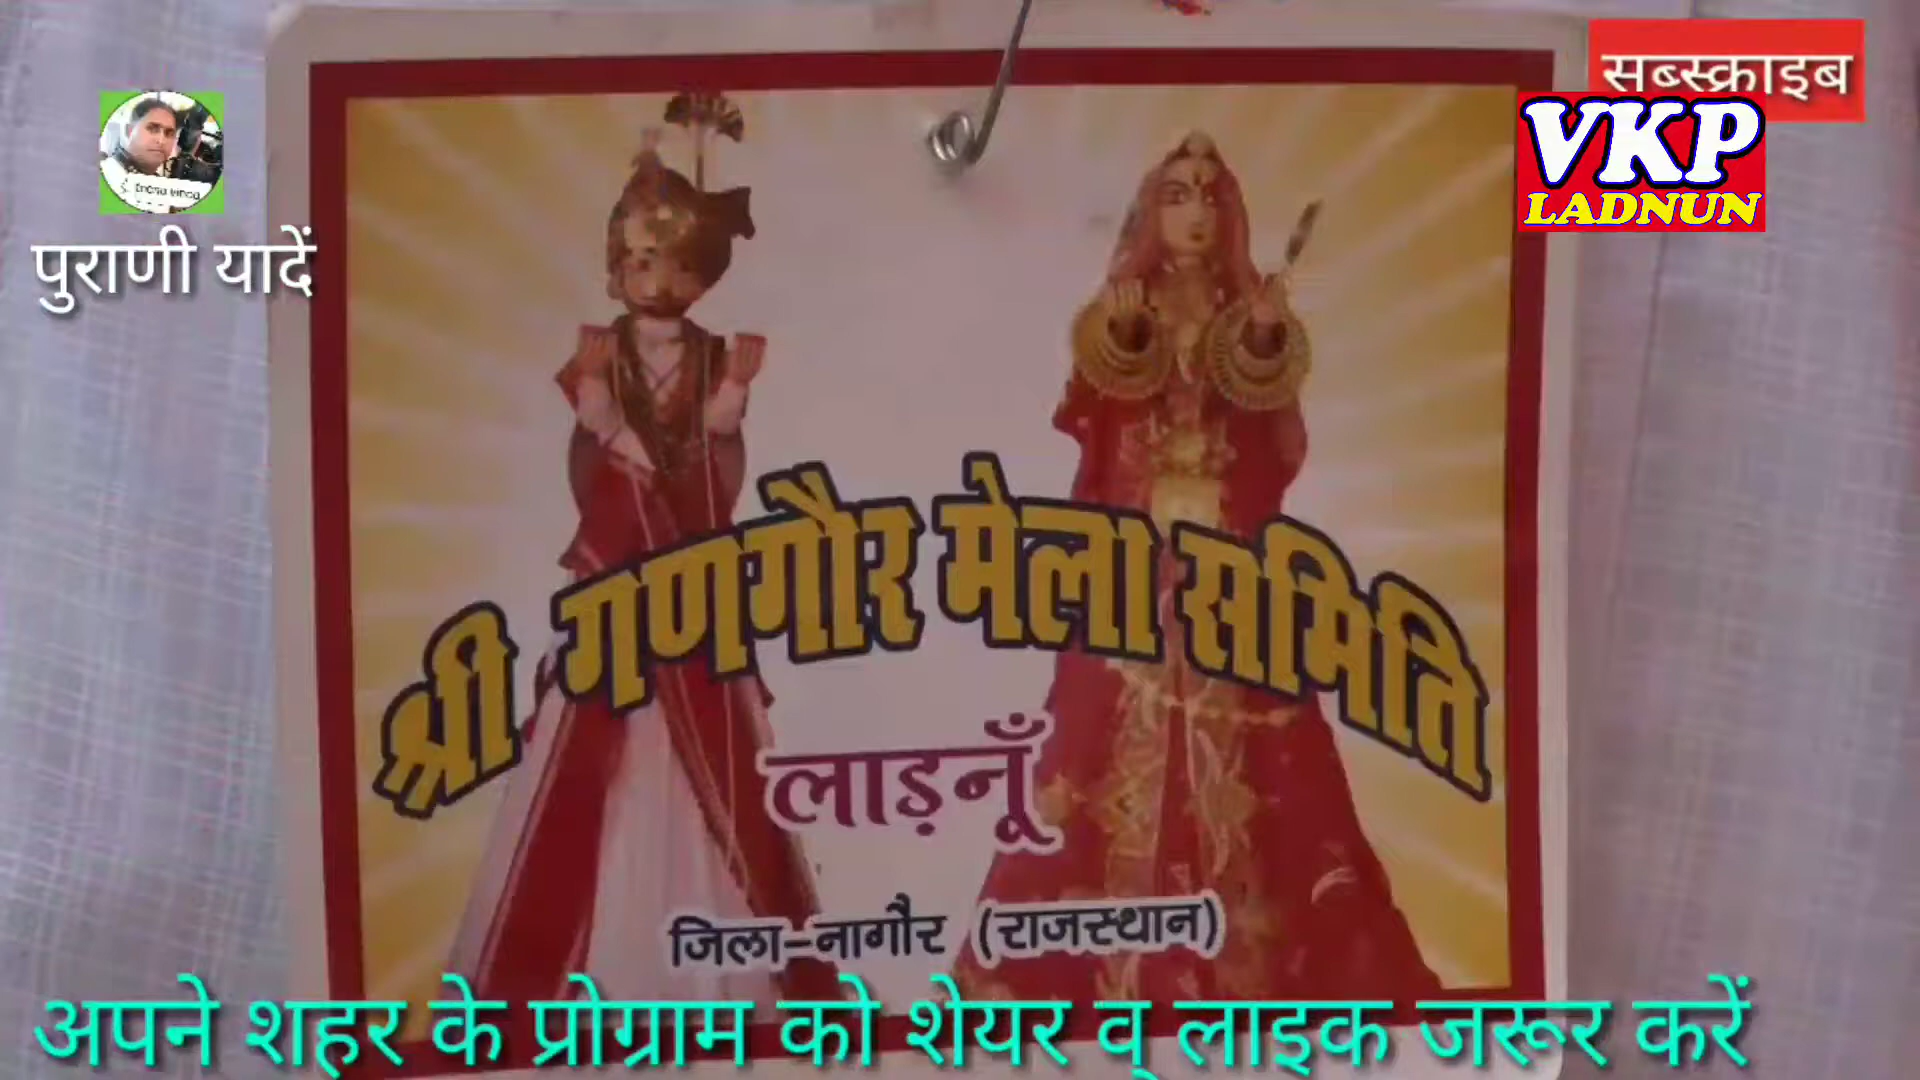 सब्स्क्राइब
VKP
LADNUN
पुराणी यादें
श्री गणगौर मेला समिति
लाड़नूँ
जिला-नागौर (राजस्थान)
अपने शहर के प्रोग्राम को शेयर व् लाइक जरूर करें